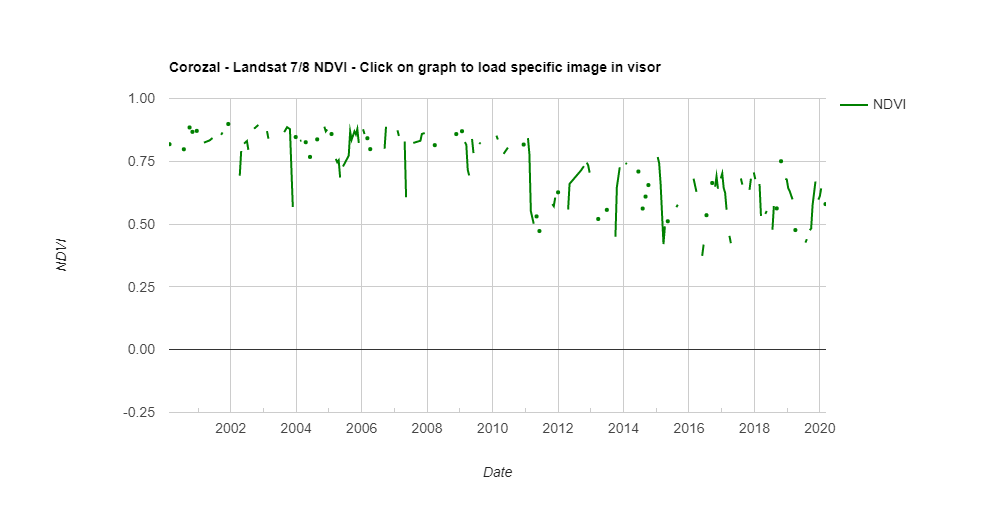 Corozal - Landsat 7/8 NDVI - Click on graph to load specific image in visor
1.00
NDVI
0.75
0.50
NDVI
0.25
0.00
-0.25
2002 2004 2006 2008 2010 2012 2014 2016 2018 2020
Date